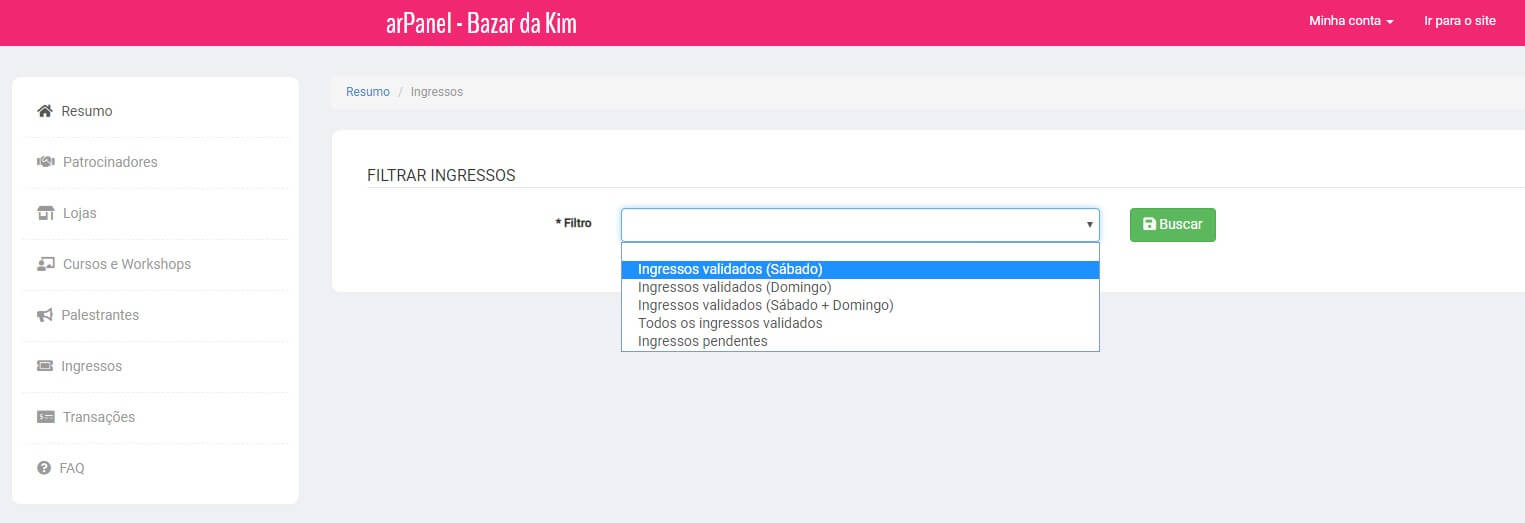 arPanel - Bazar da Kim
Minha conta
Ir para o site
Resumo
Patrocinadores
Lojas
Cursos e Workshops
Palestrantes
Ingressos
Transações
FAQ
Resumo / Ingressos
FILTRAR INGRESSOS
* Filtro
Buscar
Ingressos validados (Sábado)
Ingressos validados (Domingo)
Ingressos validados (Sábado + Domingo)
Todos os ingressos validados
Ingressos pendentes